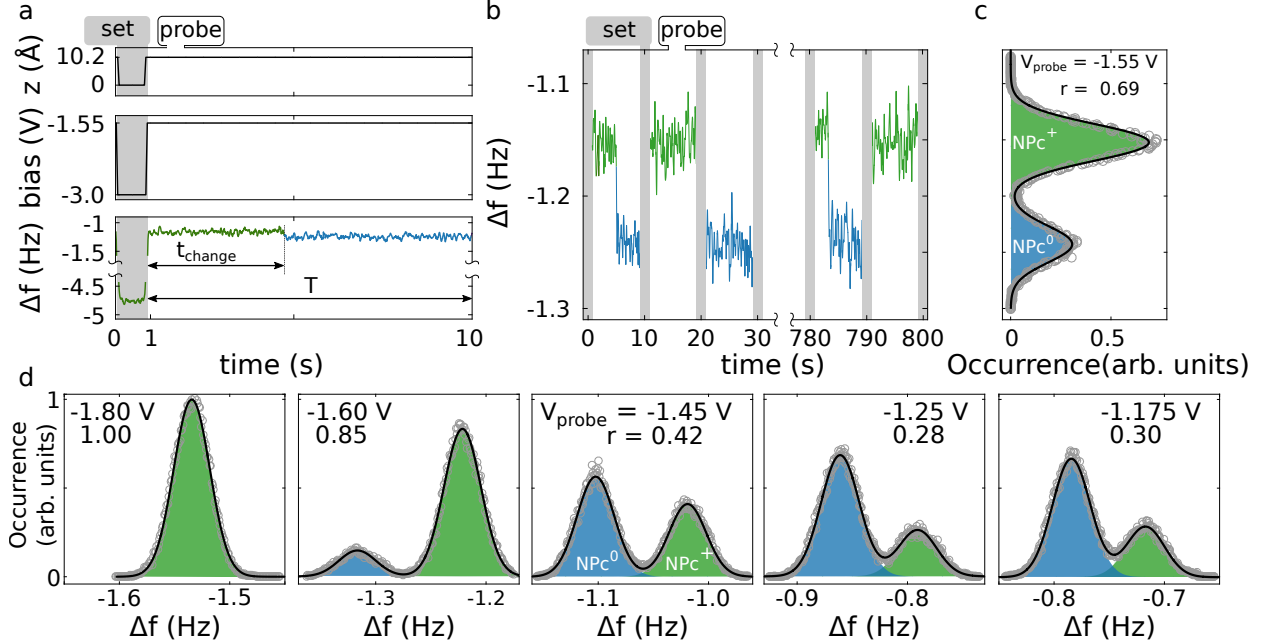 a
set
probe
z (Å)
10.2
0
bias (V)
-1.55
-3.0
Δf (Hz)
-1
-1.5
-4.5
-5
t_change
T
0 1 10
time (s)
b
set
probe
Δf (Hz)
-1.1
-1.2
-1.3
0 10 20 30 780 790 800
time (s)
c
V_probe = -1.55 V
r = 0.69
NPc⁺
NPc⁰
0 0.5
Occurrence(arb. units)
d
Occurrence
(arb. units)
1
0
-1.80 V
1.00
-1.6 -1.5
Δf (Hz)
-1.60 V
0.85
-1.3 -1.2
Δf (Hz)
V_probe = -1.45 V
r = 0.42
NPc⁰ NPc⁺
-1.1 -1.0
Δf (Hz)
-1.25 V
0.28
-0.9 -0.8
Δf (Hz)
-1.175 V
0.30
-0.8 -0.7
Δf (Hz)